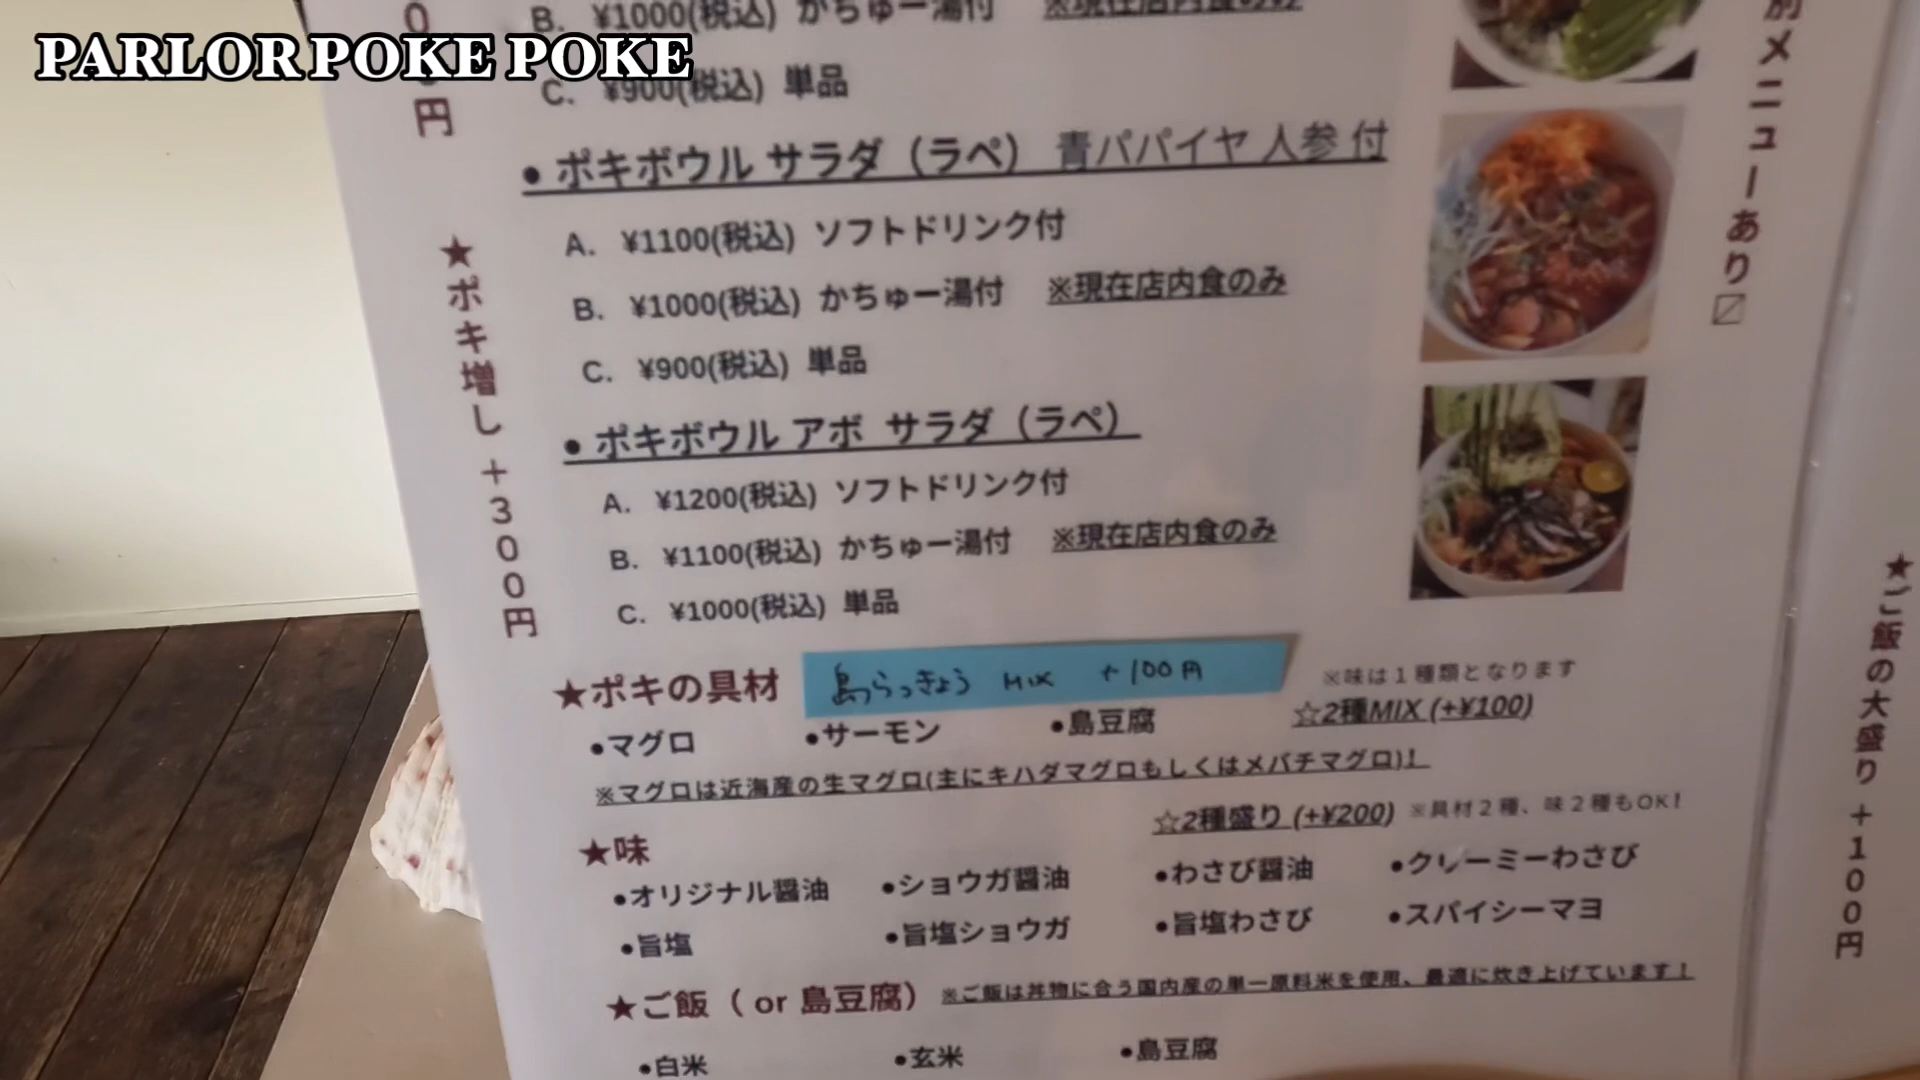 PARLOR POKE POKE
B. ¥1000(税込) かちゅー湯付 ※現在店内食のみ
C. ¥900(税込) 単品
• ポキボウル サラダ（ラペ） 青パパイヤ 人参 付
A. ¥1100(税込) ソフトドリンク付
B. ¥1000(税込) かちゅー湯付 ※現在店内食のみ
C. ¥900(税込) 単品
• ポキボウル アボ サラダ（ラペ）
A. ¥1200(税込) ソフトドリンク付
B. ¥1100(税込) かちゅー湯付 ※現在店内食のみ
C. ¥1000(税込) 単品
★ポキの具材 島らっきょう MIX +100円 ※味は１種類となります
☆2種MIX (+¥100)
•マグロ •サーモン •島豆腐
※マグロは近海産の生マグロ(主にキハダマグロもしくはメバチマグロ)！
☆2種盛り (+¥200) ※具材２種、味２種もOK！
★味
•オリジナル醤油 •ショウガ醤油 •わさび醤油 •クリーミーわさび
•旨塩 •旨塩ショウガ •旨塩わさび •スパイシーマヨ
★ご飯（ or 島豆腐） ※ご飯は丼物に合う国内産の単一原料米を使用、最適に炊き上げています！
•白米 •玄米 •島豆腐
0円
★ポキ増し＋３００円
別メニューあり〼
★ご飯の大盛り＋１００円